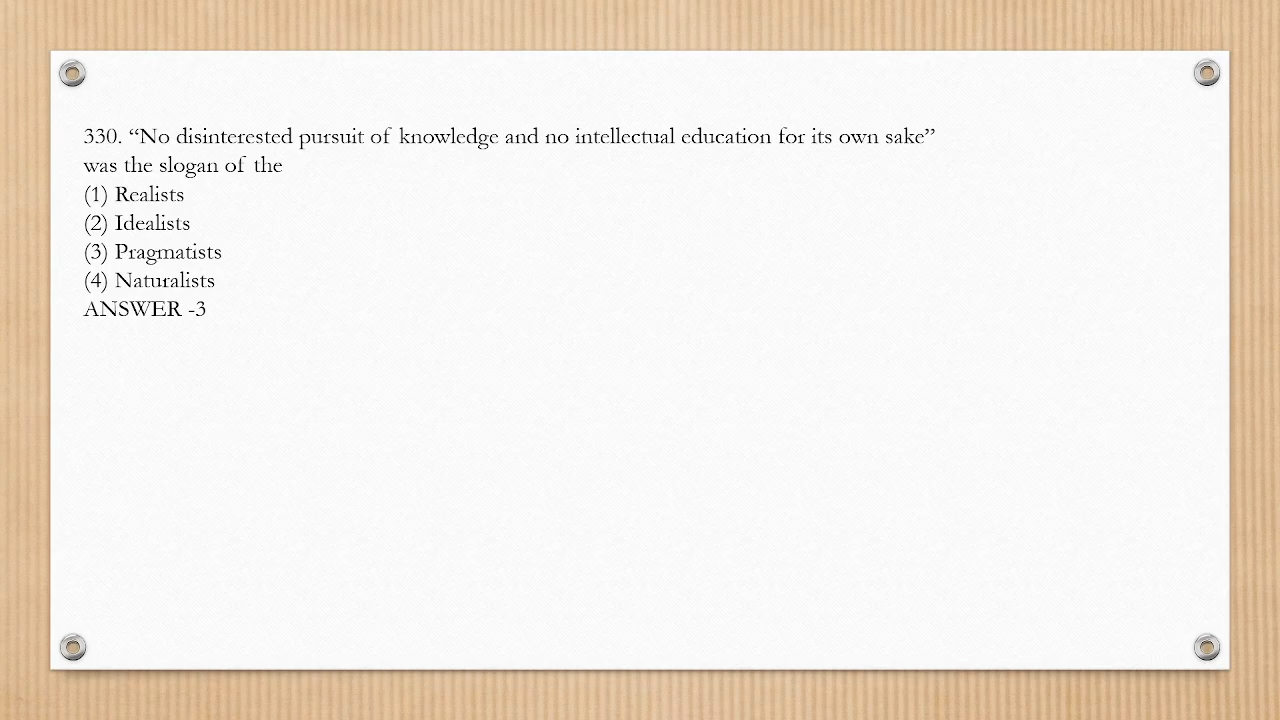 330. “No disinterested pursuit of knowledge and no intellectual education for its own sake”
was the slogan of the
(1) Realists
(2) Idealists
(3) Pragmatists
(4) Naturalists
ANSWER -3